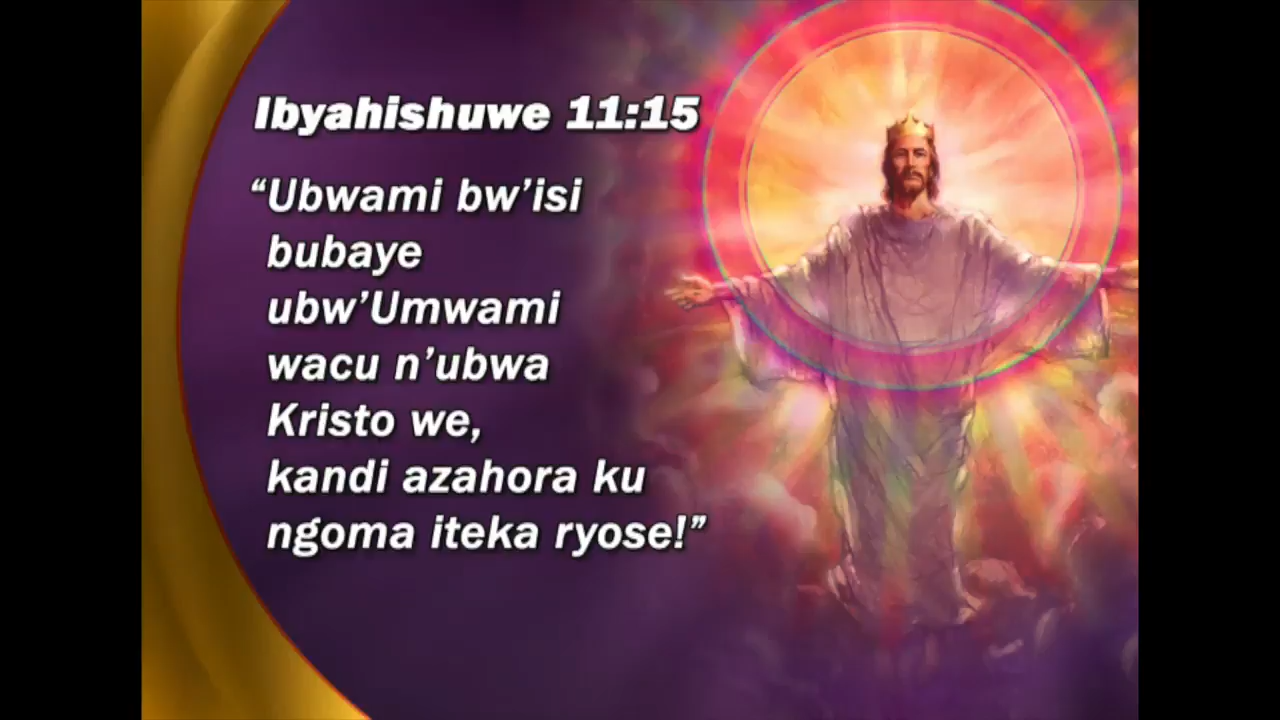 Ibyahishuwe 11:15
“Ubwami bw’isi
bubaye
ubw’Umwami
wacu n’ubwa
Kristo we,
kandi azahora ku
ngoma iteka ryose!”